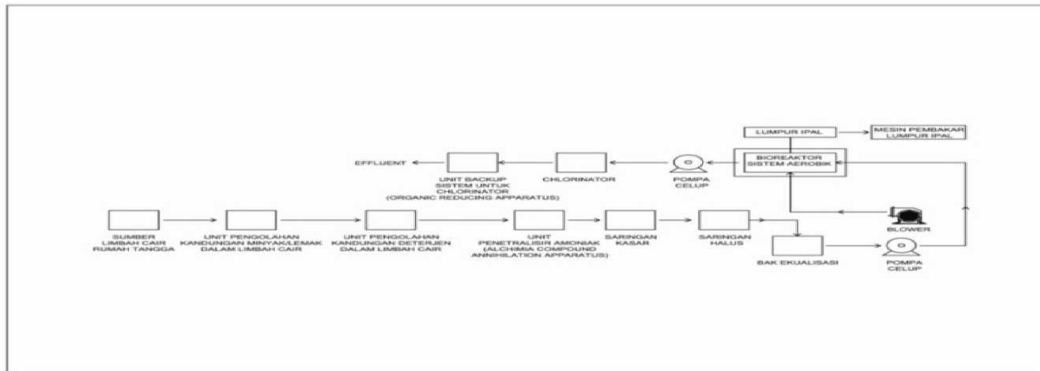 LUMPUR IPAL
MESIN PEMBAKAR
LUMPUR IPAL
BIOREAKTOR
SISTEM AEROBIK
EFFLUENT
UNIT BACKUP
SISTEM UNTUK
CHLORINATOR
(ORGANIC REDUCING APPARATUS)
CHLORINATOR
POMPA
CELUP
BLOWER
SUMBER
LIMBAH CAIR
RUMAH TANGGA
UNIT PENGOLAHAN
KANDUNGAN MINYAK/LEMAK
DALAM LIMBAH CAIR
UNIT PENGOLAHAN
KANDUNGAN DETERJEN
DALAM LIMBAH CAIR
UNIT
PENETRALISIR AMONIAK
(ALCHIMIA COMPOUND
ANNIHILATION APPARATUS)
SARINGAN
KASAR
SARINGAN
HALUS
BAK EKUALISASI
POMPA
CELUP